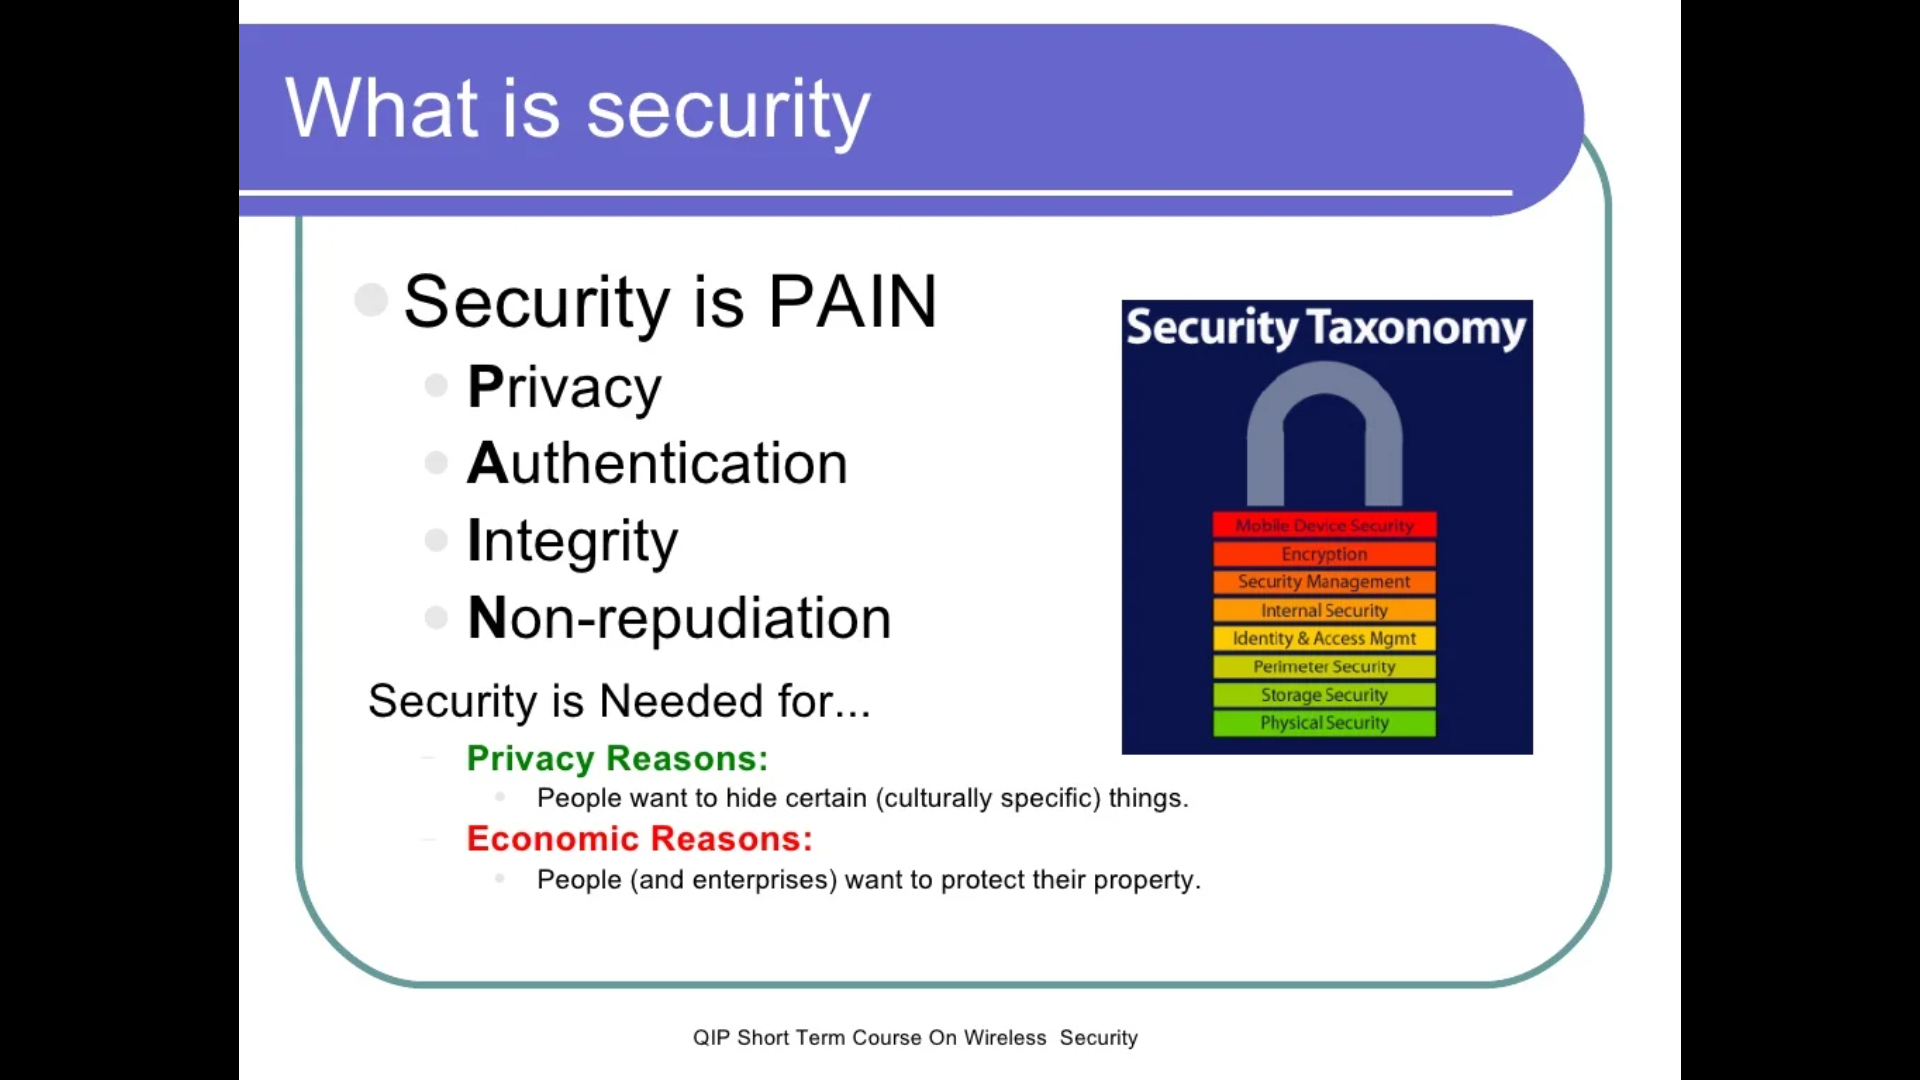 What is security
Security is PAIN
Privacy
Authentication
Integrity
Non-repudiation
Security is Needed for...
Privacy Reasons:
People want to hide certain (culturally specific) things.
Economic Reasons:
People (and enterprises) want to protect their property.
Security Taxonomy
Mobile Device Security
Encryption
Security Management
Internal Security
Identity & Access Mgmt
Perimeter Security
Storage Security
Physical Security
QIP Short Term Course On Wireless Security